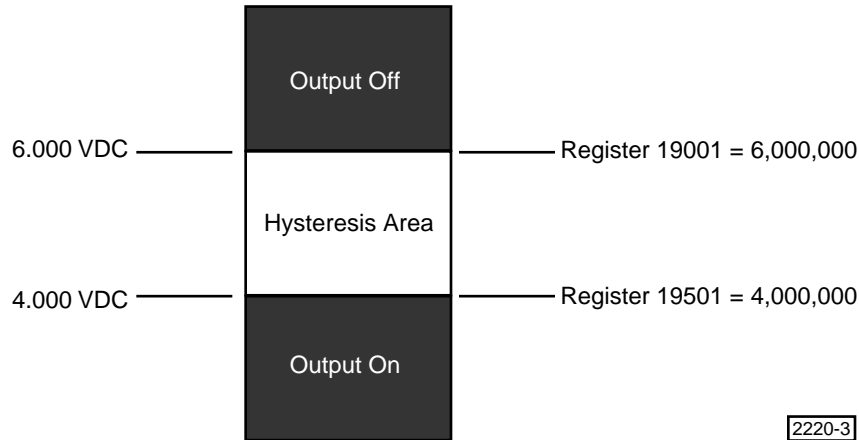 Output Off
6.000 VDC
Register 19001 = 6,000,000
Hysteresis Area
4.000 VDC
Register 19501 = 4,000,000
Output On
2220-3